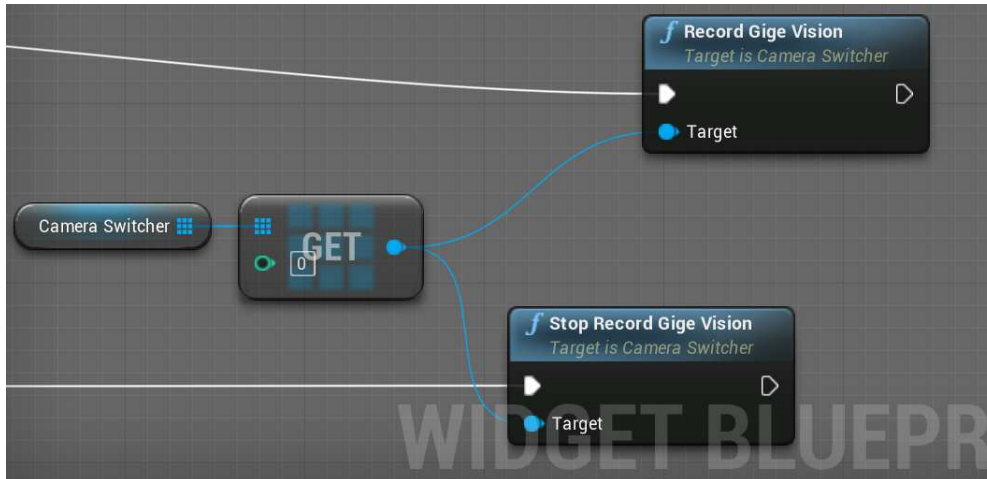 Record Gige Vision
Target is Camera Switcher
Target
Camera Switcher
GET
0
Stop Record Gige Vision
Target is Camera Switcher
Target
WIDGET BLUEPR